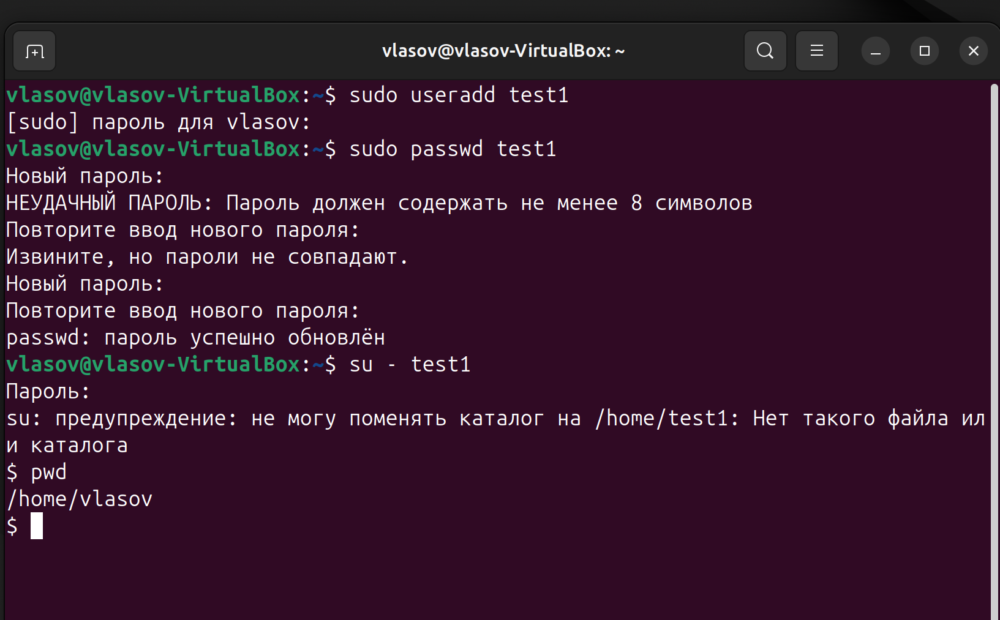 vlasov@vlasov-VirtualBox: ~
vlasov@vlasov-VirtualBox:~$ sudo useradd test1
[sudo] пароль для vlasov:
vlasov@vlasov-VirtualBox:~$ sudo passwd test1
Новый пароль:
НЕУДАЧНЫЙ ПАРОЛЬ: Пароль должен содержать не менее 8 символов
Повторите ввод нового пароля:
Извините, но пароли не совпадают.
Новый пароль:
Повторите ввод нового пароля:
passwd: пароль успешно обновлён
vlasov@vlasov-VirtualBox:~$ su - test1
Пароль:
su: предупреждение: не могу поменять каталог на /home/test1: Нет такого файла ил
и каталога
$ pwd
/home/vlasov
$